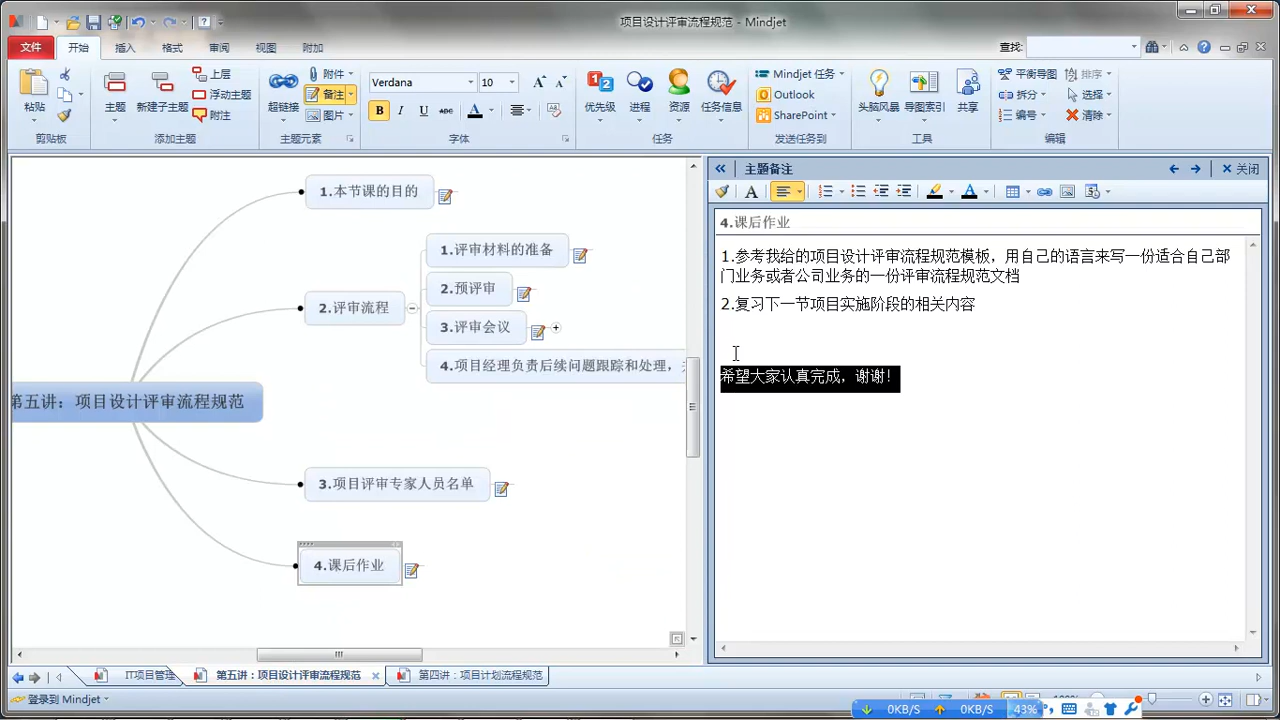 项目设计评审流程规范 - Mindjet
文件 开始 插入 格式 审阅 视图 附加 查找:
粘贴
剪贴板
主题
新建子主题
上层
浮动主题
附注
添加主题
超链接
附件
备注
图片
主题元素
Verdana 10
B I U abc A
字体
优先级
进程
资源
任务信息
任务
Mindjet 任务
Outlook
SharePoint
发送任务到
头脑风暴
导图索引
共享
工具
平衡导图
拆分
编号
排序
选择
清除
编辑
第五讲：项目设计评审流程规范
1.本节课的目的
2.评审流程
1.评审材料的准备
2.预评审
3.评审会议
4.项目经理负责后续问题跟踪和处理，
3.项目评审专家人员名单
4.课后作业
主题备注
关闭
4.课后作业
1.参考我给的项目设计评审流程规范模板，用自己的语言来写一份适合自己部
门业务或者公司业务的一份评审流程规范文档
2.复习下一节项目实施阶段的相关内容
希望大家认真完成，谢谢！
IT项目管理
第五讲：项目设计评审流程规范
第四讲：项目计划流程规范
登录到 Mindjet
0KB/S 0KB/S 43%